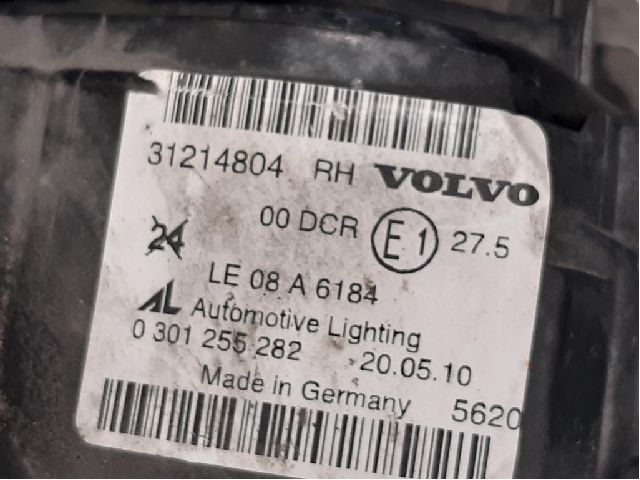 31214804 RH VOLVO
00 DCR E1 27.5
24
LE 08 A 6184
AL Automotive Lighting
0 301 255 282 20.05.10
Made in Germany 5620